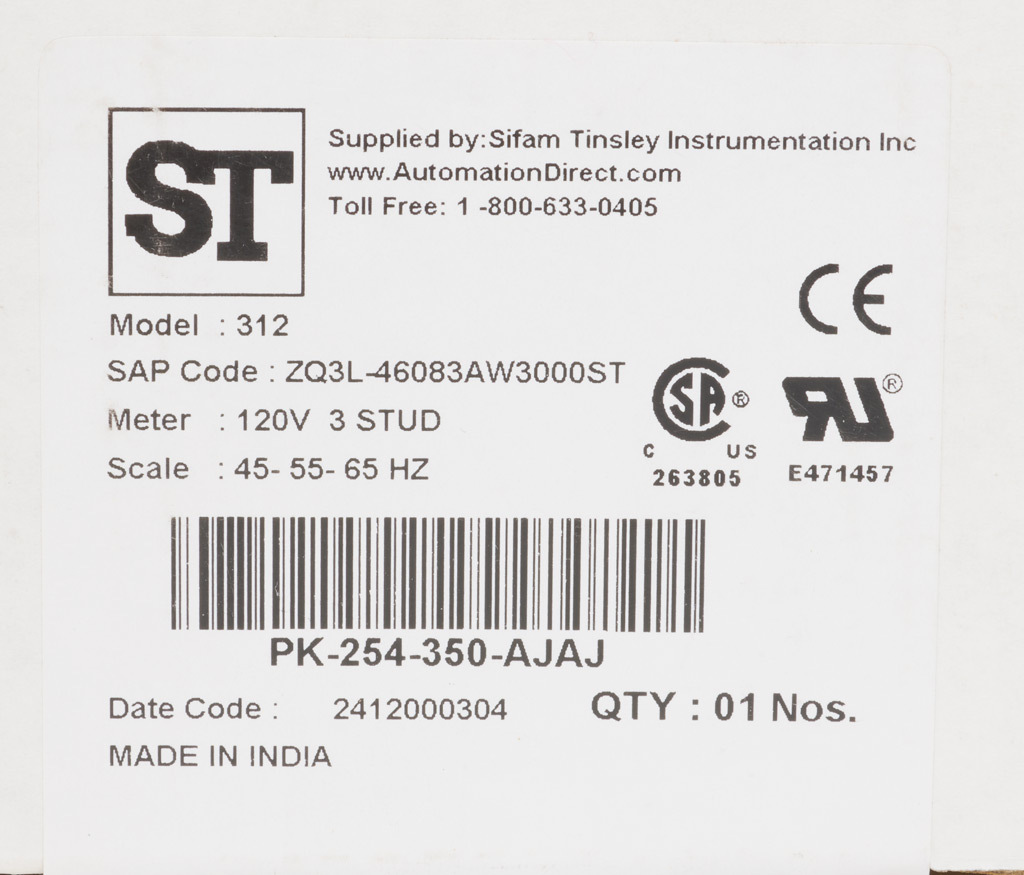 ST
Supplied by:Sifam Tinsley Instrumentation Inc
www.AutomationDirect.com
Toll Free: 1 -800-633-0405
CE
Model : 312
SAP Code : ZQ3L-46083AW3000ST
Meter : 120V 3 STUD
Scale : 45- 55- 65 HZ
SA ®
C US
263805
RU ®
E471457
PK-254-350-AJAJ
Date Code : 2412000304
QTY : 01 Nos.
MADE IN INDIA